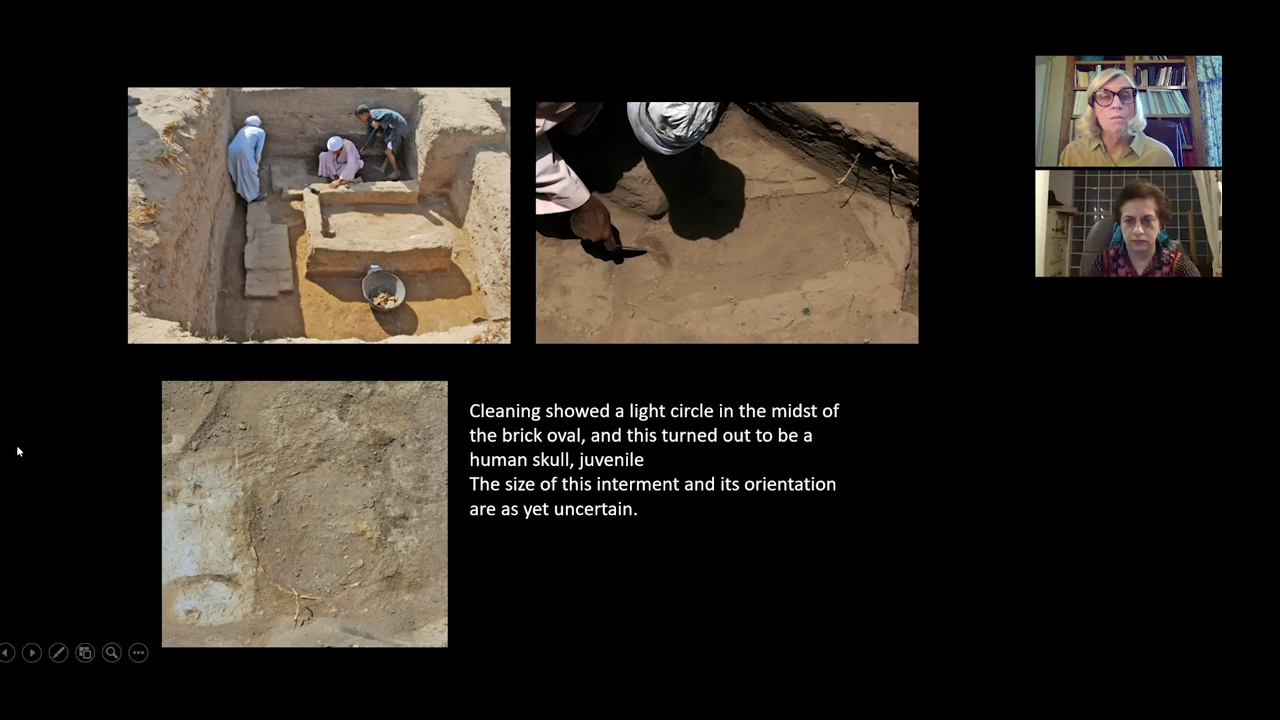 Cleaning showed a light circle in the midst of
the brick oval, and this turned out to be a
human skull, juvenile
The size of this interment and its orientation
are as yet uncertain.